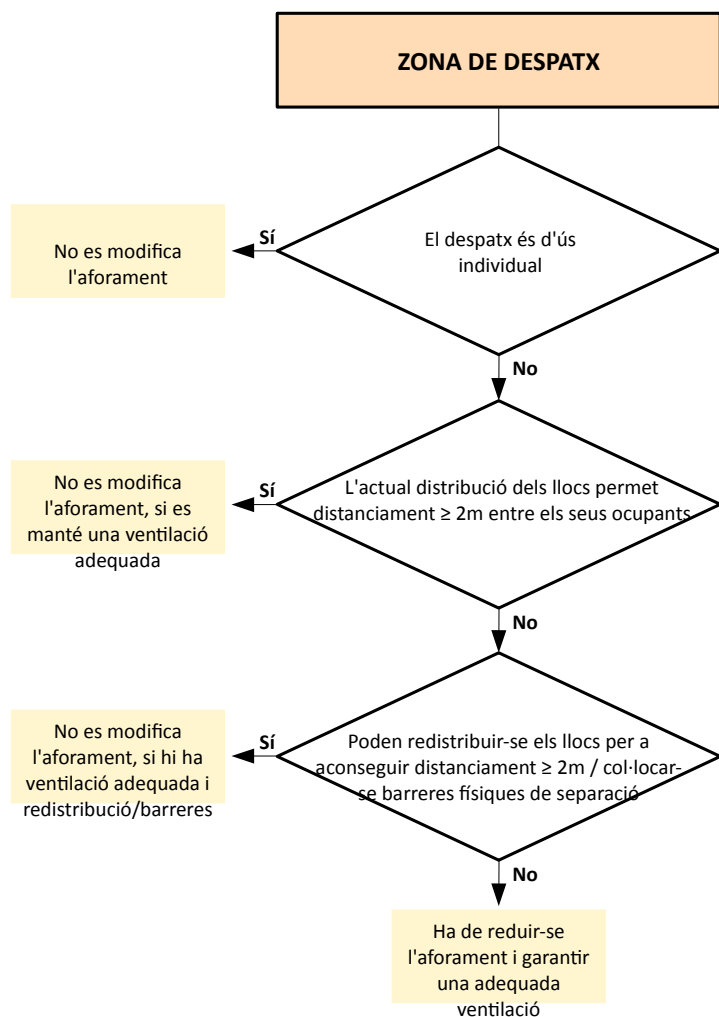 ZONA DE DESPATX
El despatx és d'ús
individual
Sí
No es modifica
l'aforament
No
L'actual distribució dels llocs permet
distanciament ≥ 2m entre els seus ocupants
Sí
No es modifica
l'aforament, si es
manté una ventilació
adequada
No
Poden redistribuir-se els llocs per a
aconseguir distanciament ≥ 2m / col·locar-
se barreres físiques de separació
Sí
No es modifica
l'aforament, si hi ha
ventilació adequada i
redistribució/barreres
No
Ha de reduir-se
l'aforament i garantir
una adequada
ventilació